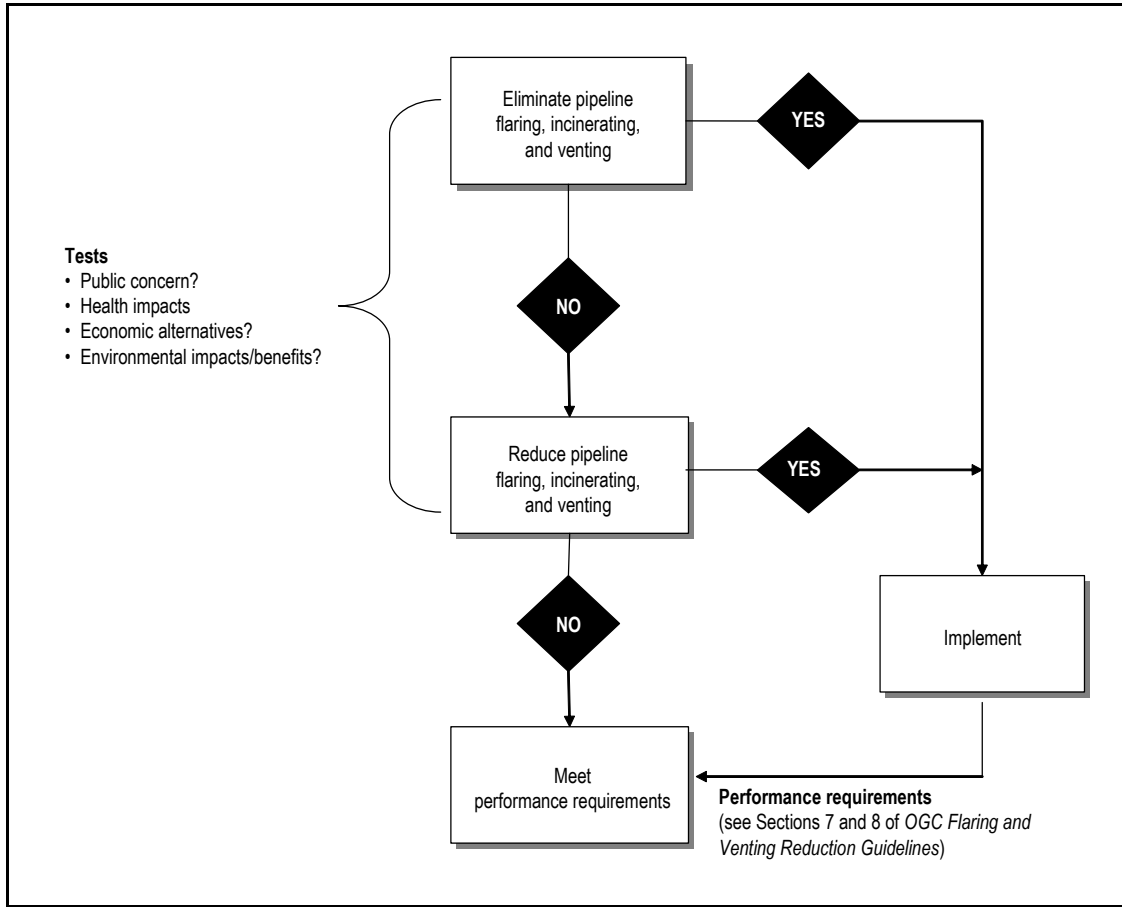 Eliminate pipeline
flaring, incinerating,
and venting
YES
Tests
• Public concern?
• Health impacts
• Economic alternatives?
• Environmental impacts/benefits?
NO
Reduce pipeline
flaring, incinerating,
and venting
YES
NO
Implement
Meet
performance requirements
Performance requirements
(see Sections 7 and 8 of OGC Flaring and
Venting Reduction Guidelines)